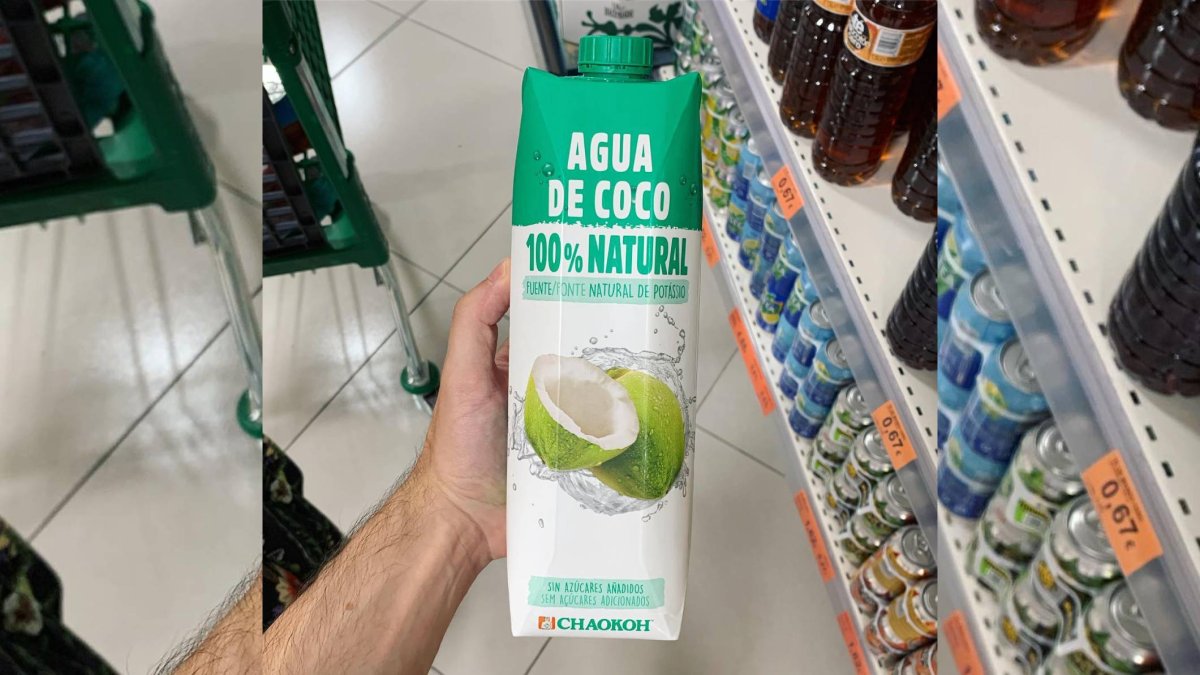 AGUA
DE COCO
100% NATURAL
FUENTE/FONTE NATURAL DE POTASSIO
SIN AZÚCARES AÑADIDOS
SEM AÇÚCARES ADICIONADOS
CHAOKOH
0,67
0,67€
0,67€